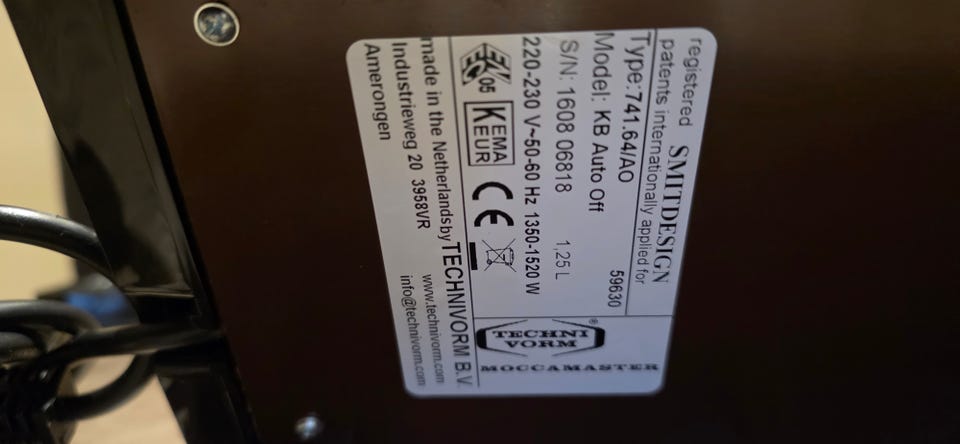 registered SMITDESIGN
patents internationally applied for
Type:741.64/AO
Model: KB Auto Off 59630
S/N: 1608 06818 1,25 L
220-230 V~50-60 Hz 1350-1520 W
TECHNI
VORM
®
MOCCAMASTER
05 KEMA
KEUR CE
made in the Netherlands by TECHNIVORM B.V.
Industrieweg 20 3958VR www.technivorm.com
Amerongen info@technivorm.com